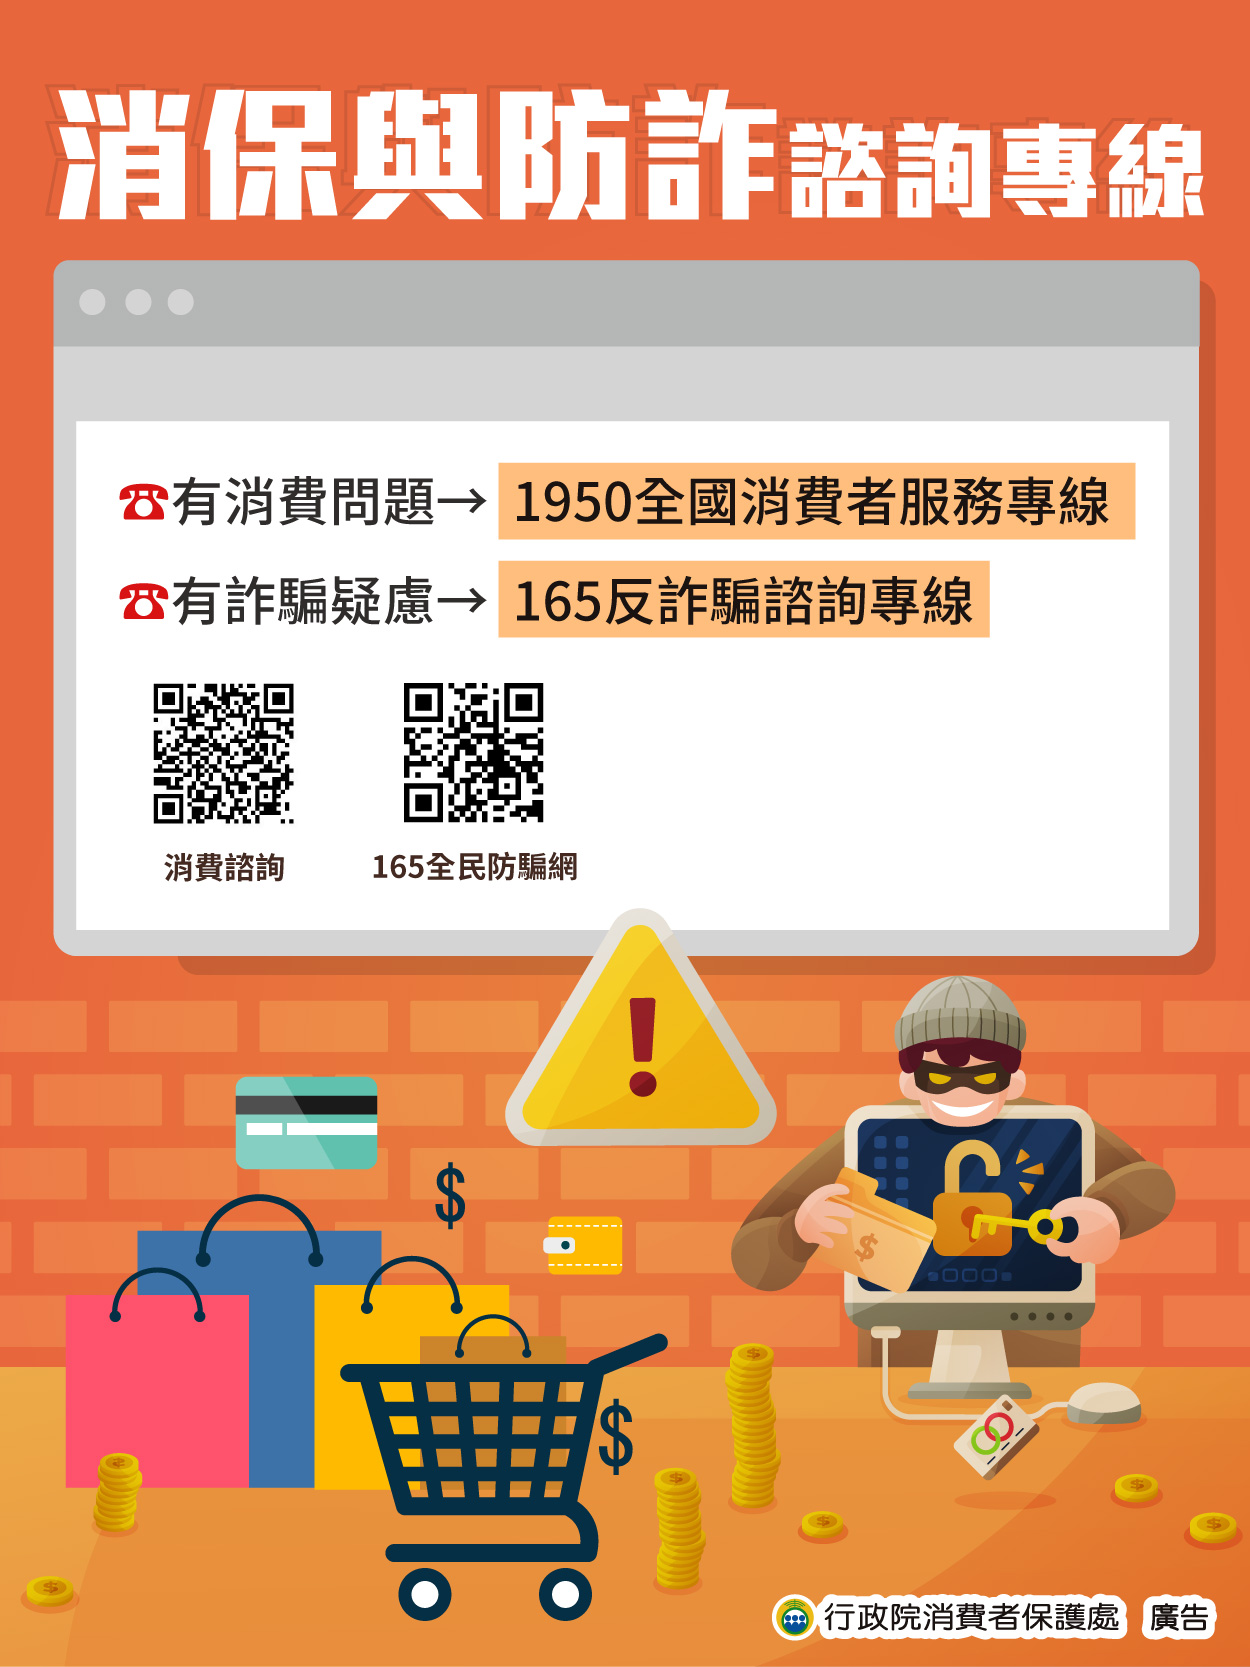 消保與防詐諮詢專線
☎有消費問題→ 1950全國消費者服務專線
☎有詐騙疑慮→ 165反詐騙諮詢專線
消費諮詢 165全民防騙網
!
$
$
$
行政院消費者保護處 廣告